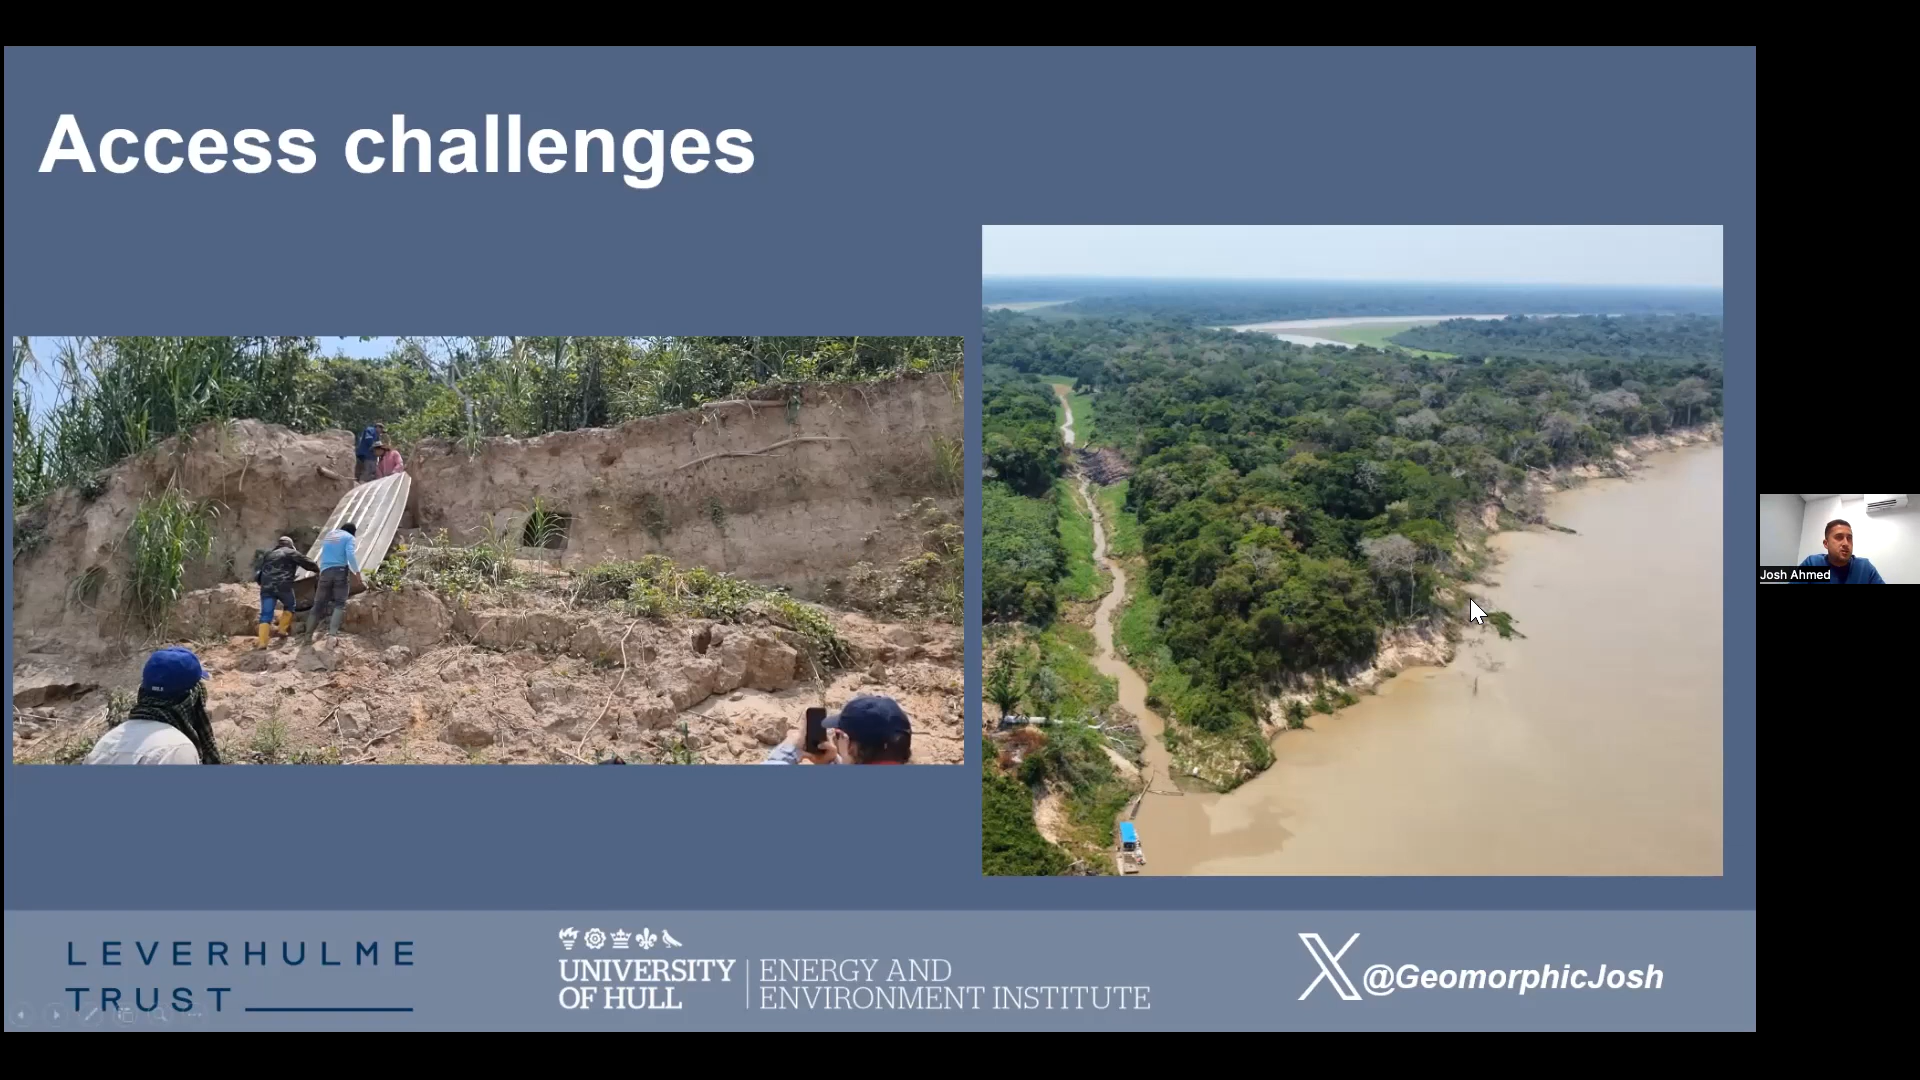 Access challenges
Josh Ahmed
LEVERHULME
TRUST
UNIVERSITY
OF HULL
ENERGY AND
ENVIRONMENT INSTITUTE
@GeomorphicJosh